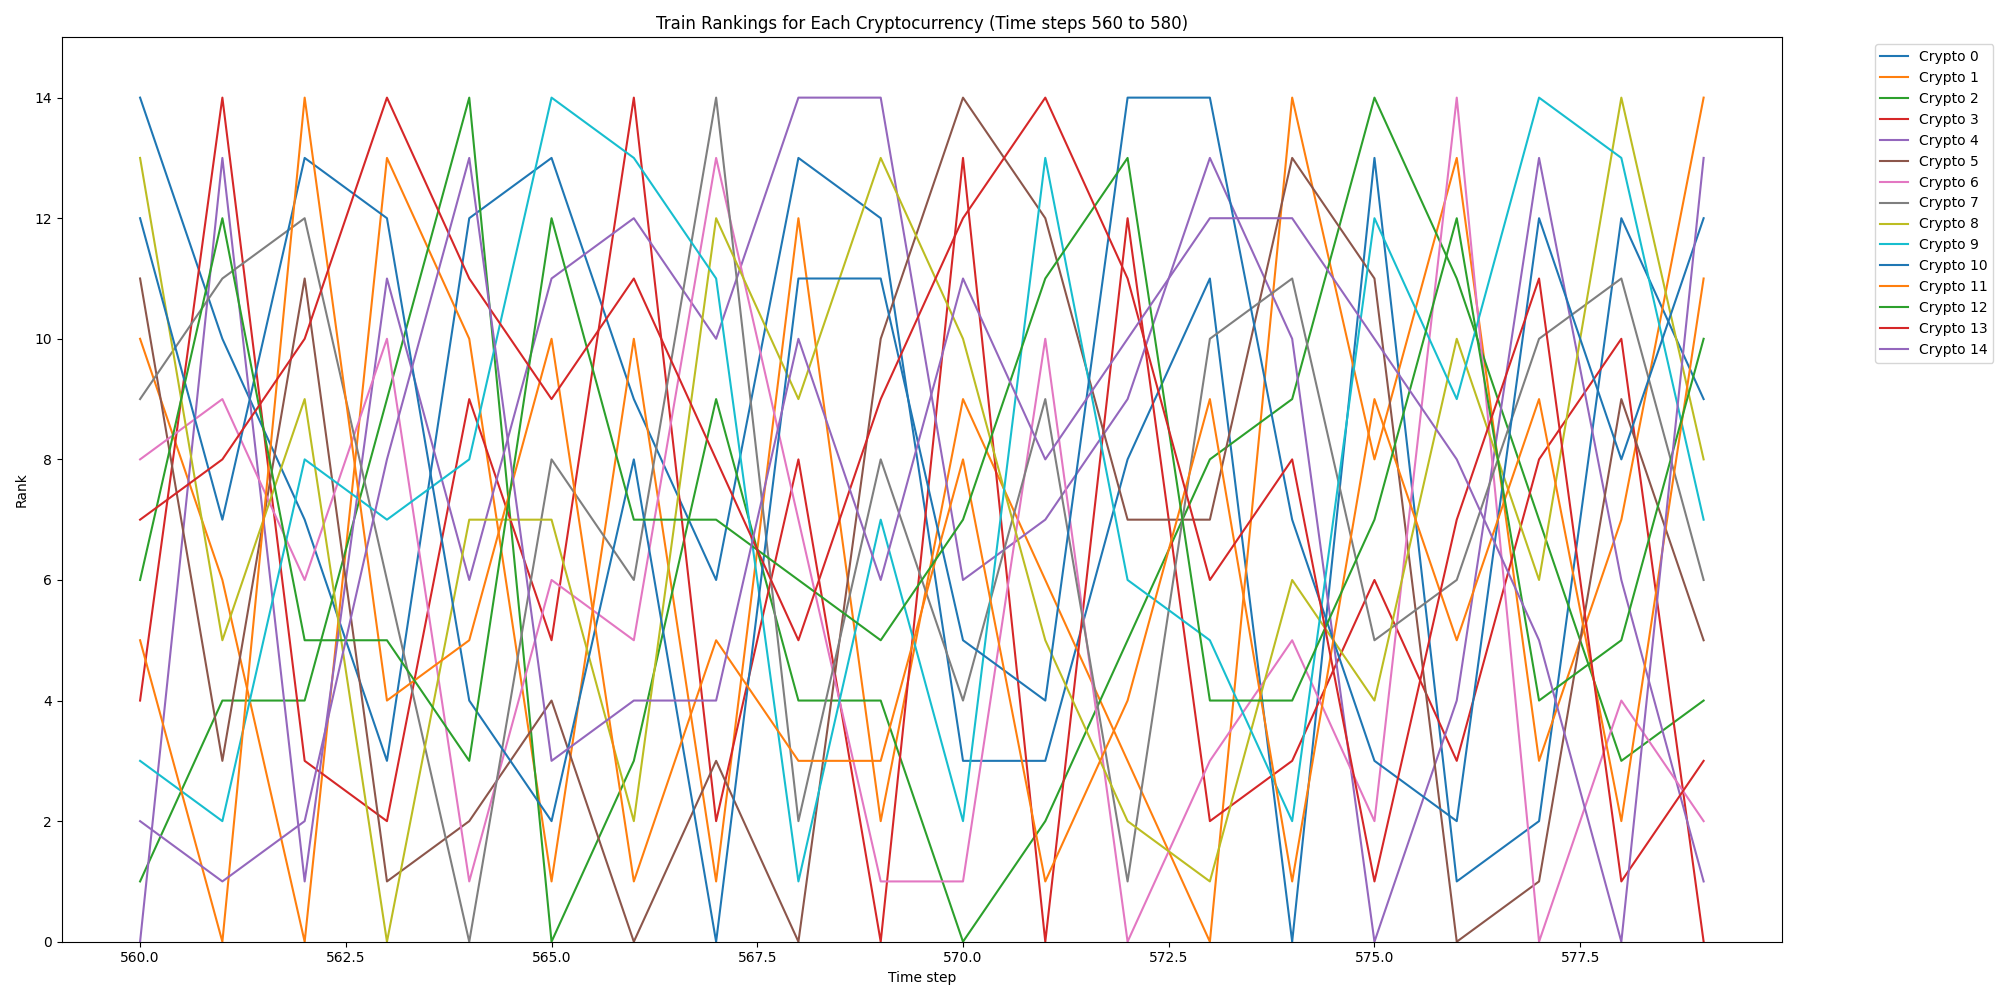 Train Rankings for Each Cryptocurrency (Time steps 560 to 580)
Crypto 0
Crypto 1
Crypto 2
Crypto 3
Crypto 4
Crypto 5
Crypto 6
Crypto 7
Crypto 8
Crypto 9
Crypto 10
Crypto 11
Crypto 12
Crypto 13
Crypto 14
Rank
14
12
10
8
6
4
2
0
560.0 562.5 565.0 567.5 570.0 572.5 575.0 577.5
Time step